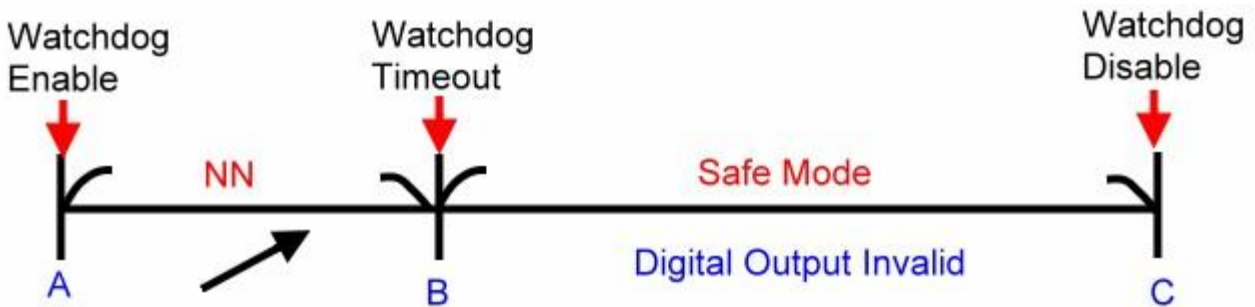 Watchdog
Enable
Watchdog
Timeout
Watchdog
Disable
NN
Safe Mode
Digital Output Invalid
A
B
C